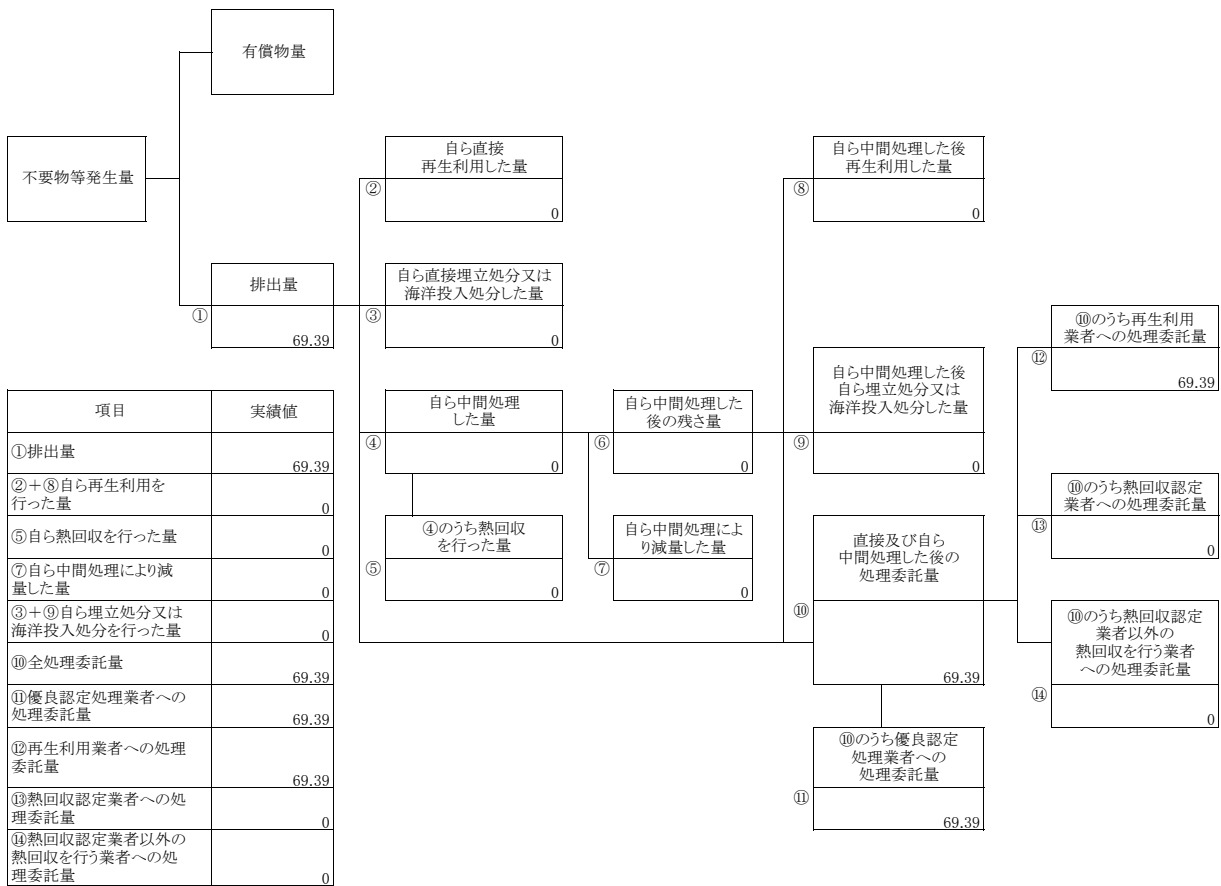 有償物量
不要物等発生量
排出量
①
69.39
自ら直接
再生利用した量
②
0
自ら直接埋立処分又は
海洋投入処分した量
③
0
自ら中間処理
した量
④
0
④のうち熱回収
を行った量
⑤
0
自ら中間処理した
後の残さ量
⑥
0
自ら中間処理によ
り減量した量
⑦
0
自ら中間処理した後
再生利用した量
⑧
0
自ら中間処理した後
自ら埋立処分又は
海洋投入処分した量
⑨
0
直接及び自ら
中間処理した後の
処理委託量
⑩
69.39
⑩のうち優良認定
処理業者への
処理委託量
⑪
69.39
⑩のうち再生利用
業者への処理委託量
⑫
69.39
⑩のうち熱回収認定
業者への処理委託量
⑬
0
⑩のうち熱回収認定
業者以外の
熱回収を行う業者
への処理委託量
⑭
0
項目 実績値
①排出量
69.39
②＋⑧自ら再生利用を
行った量
0
⑤自ら熱回収を行った量
0
⑦自ら中間処理により減
量した量
0
③＋⑨自ら埋立処分又は
海洋投入処分を行った量
0
⑩全処理委託量
69.39
⑪優良認定処理業者への
処理委託量
69.39
⑫再生利用業者への処理
委託量
69.39
⑬熱回収認定業者への処
理委託量
0
⑭熱回収認定業者以外の
熱回収を行う業者への処
理委託量
0